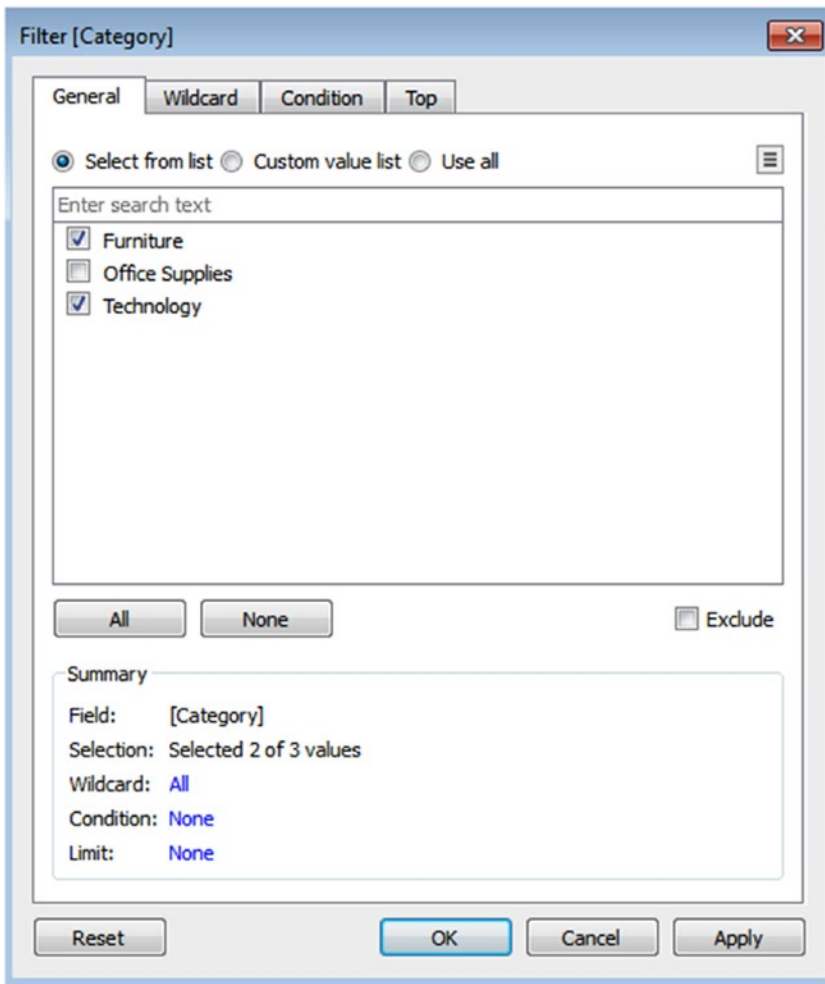 Filter [Category]
General Wildcard Condition Top
Select from list Custom value list Use all
Enter search text
Furniture
Office Supplies
Technology
All None Exclude
Summary
Field: [Category]
Selection: Selected 2 of 3 values
Wildcard: All
Condition: None
Limit: None
Reset OK Cancel Apply